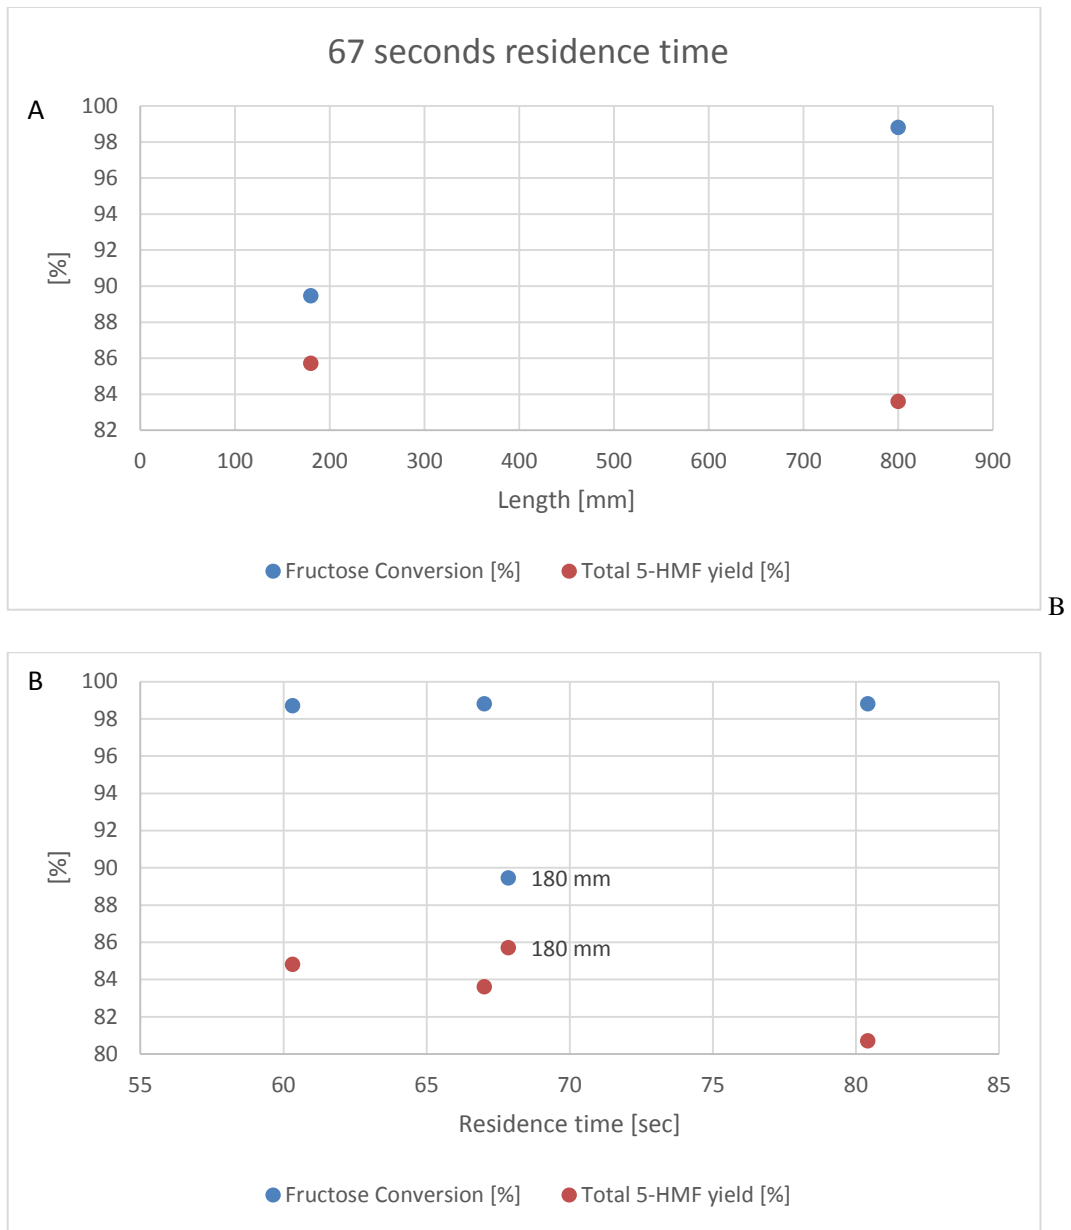 67 seconds residence time
A
100
98
96
94
92
90
88
86
84
82
[%]
0 100 200 300 400 500 600 700 800 900
Length [mm]
Fructose Conversion [%] Total 5-HMF yield [%]
B
B
100
98
96
94
92
90
88
86
84
82
80
[%]
180 mm
180 mm
55 60 65 70 75 80 85
Residence time [sec]
Fructose Conversion [%] Total 5-HMF yield [%]